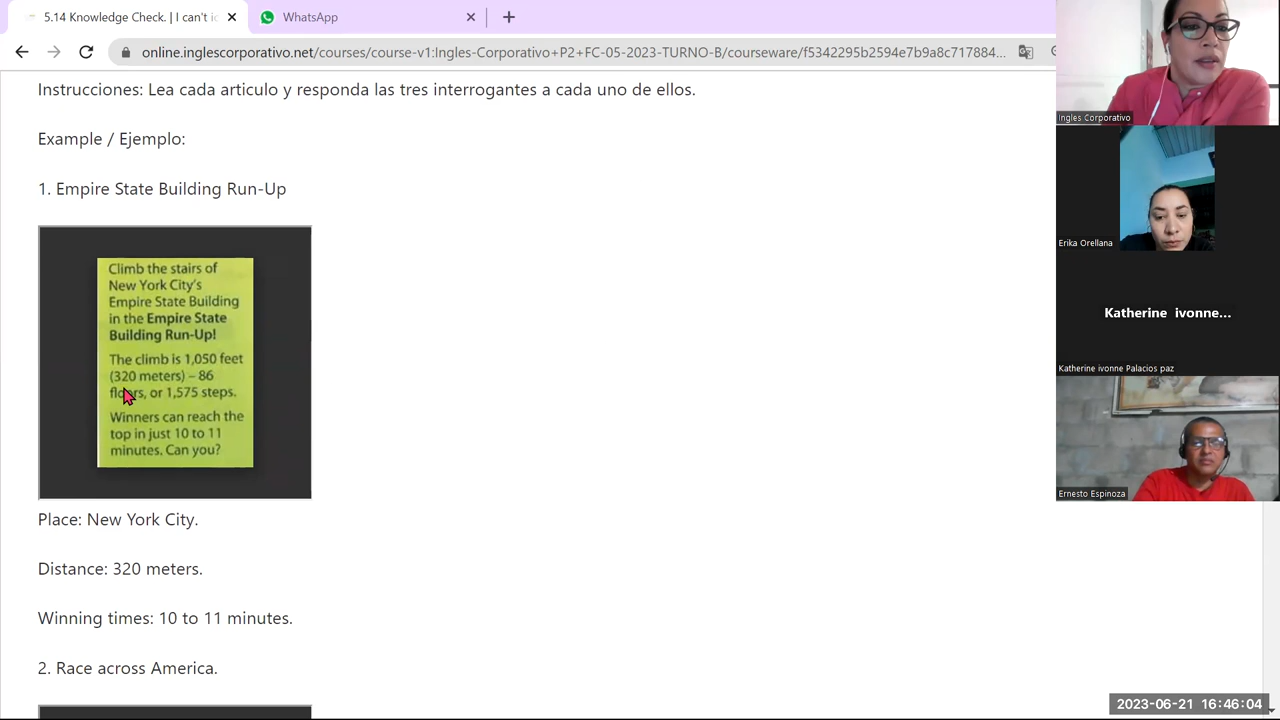 5.14 Knowledge Check. | I can't i
WhatsApp
online.inglescorporativo.net/courses/course-v1:Ingles-Corporativo+P2+FC-05-2023-TURNO-B/courseware/f5342295b2594e7b9a8c717884...
Instrucciones: Lea cada articulo y responda las tres interrogantes a cada uno de ellos.
Example / Ejemplo:
1. Empire State Building Run-Up
Climb the stairs of
New York City's
Empire State Building
in the Empire State
Building Run-Up!
The climb is 1,050 feet
(320 meters) – 86
floors, or 1,575 steps.
Winners can reach the
top in just 10 to 11
minutes. Can you?
Place: New York City.
Distance: 320 meters.
Winning times: 10 to 11 minutes.
2. Race across America.
Ingles Corporativo
Erika Orellana
Katherine ivonne...
Katherine ivonne Palacios paz
Ernesto Espinoza
2023-06-21 16:46:04